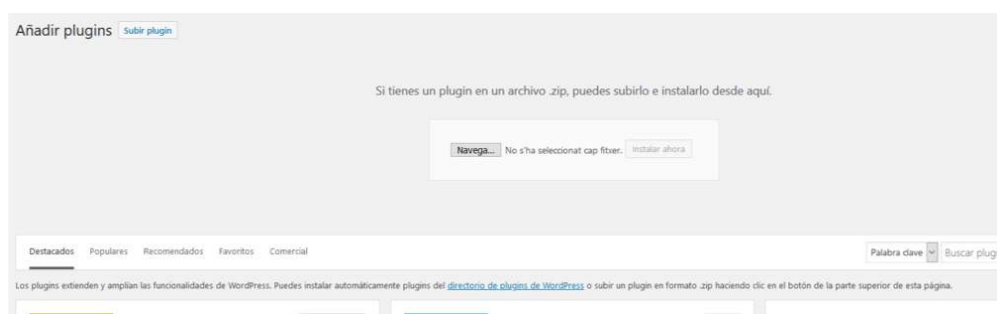 Añadir plugins Subir plugin
Si tienes un plugin en un archivo .zip, puedes subirlo e instalarlo desde aquí.
Navega... No s'ha seleccionat cap fitxer. Instalar ahora
Destacados Populares Recomendados Favoritos Comercial Palabra clave Buscar plug
Los plugins extienden y amplían las funcionalidades de WordPress. Puedes instalar automáticamente plugins del directorio de plugins de WordPress o subir un plugin en formato .zip haciendo clic en el botón de la parte superior de esta página.